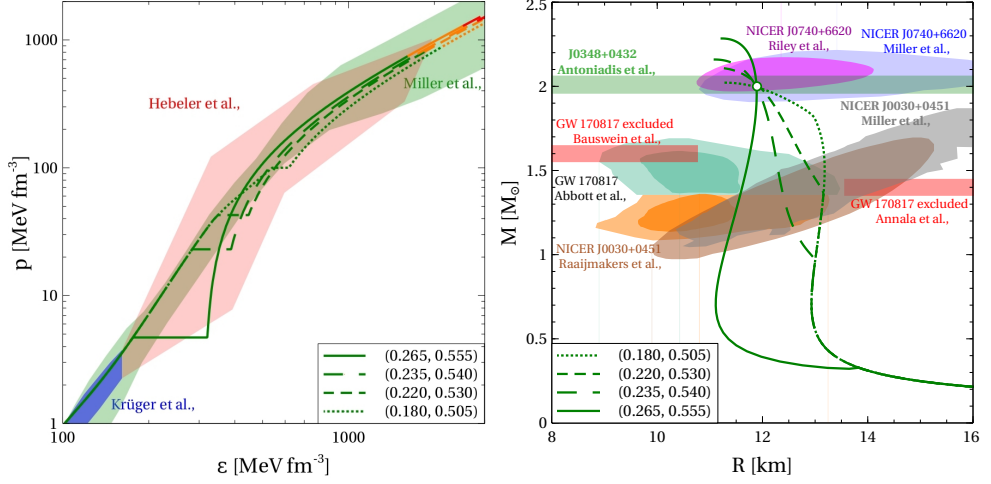 1000
100
10
1
100
1000
p [MeV fm-3]
ε [MeV fm-3]
Hebeler et al.,
Miller et al.,
Krüger et al.,
(0.265, 0.555)
(0.235, 0.540)
(0.220, 0.530)
(0.180, 0.505)
2.5
2
1.5
1
0.5
0
6
8
10
12
14
16
M [M⊙]
R [km]
NICER J0740+6620
Riley et al.,
NICER J0740+6620
Miller et al.,
J0348+0432
Antoniadis et al.,
NICER J0030+0451
Miller et al.,
GW 170817 excluded
Bauswein et al.,
GW 170817
Abbott et al.,
GW 170817 excluded
Annala et al.,
NICER J0030+0451
Raaijmakers et al.,
(0.180, 0.505)
(0.220, 0.530)
(0.235, 0.540)
(0.265, 0.555)